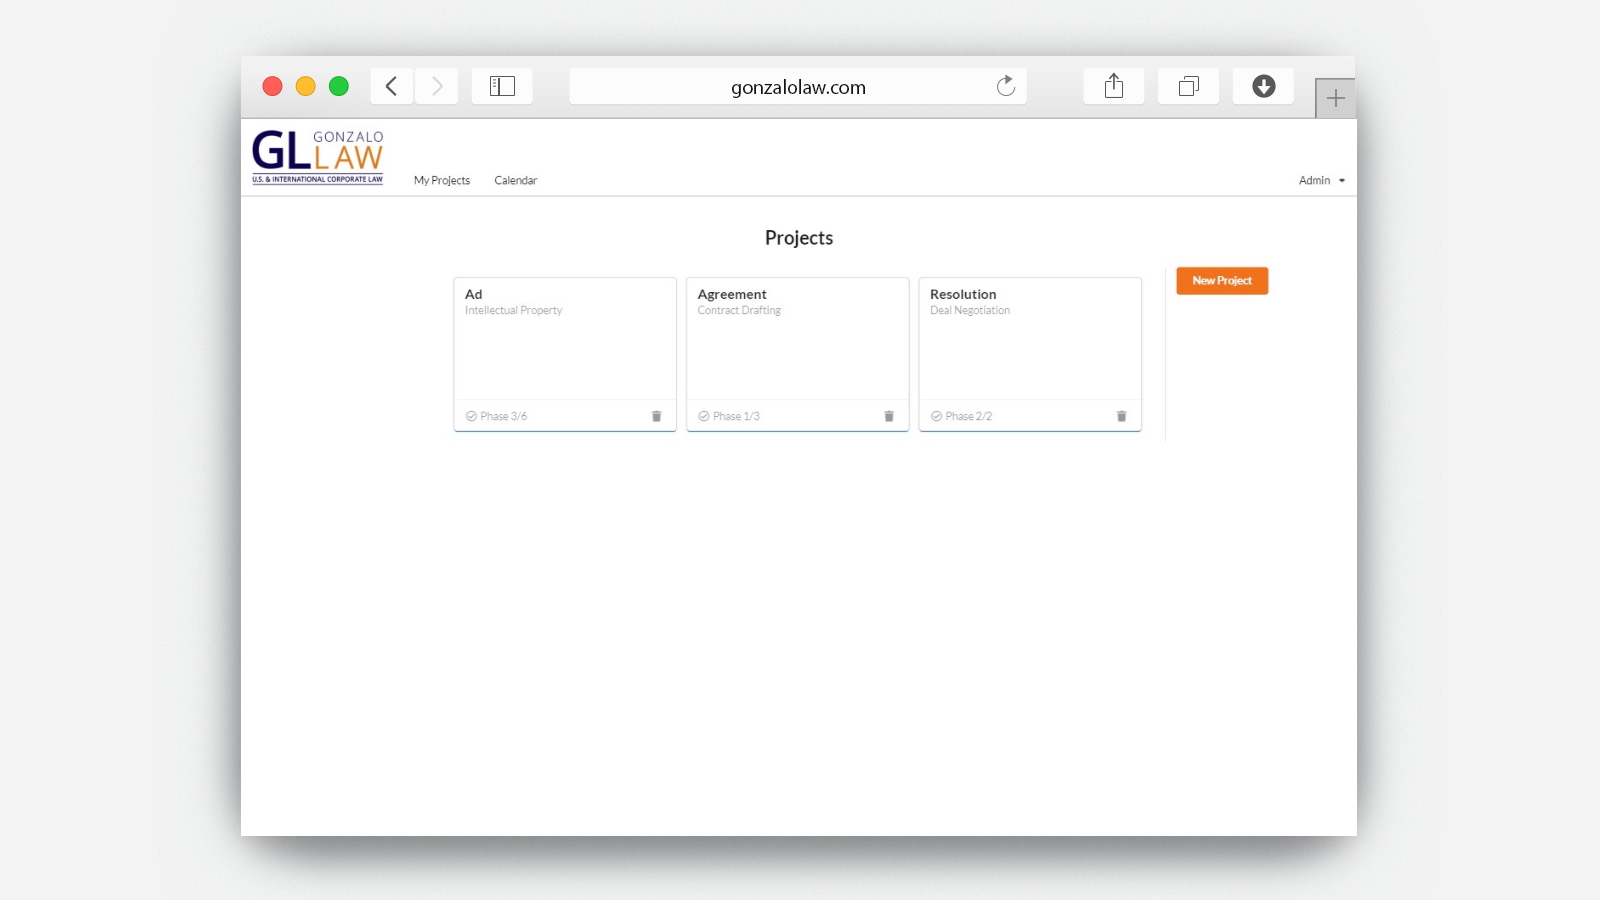 gonzalolaw.com
GL GONZALO
LAW
U.S. & INTERNATIONAL CORPORATE LAW
My Projects Calendar Admin
Projects
New Project
Ad
Intellectual Property
Phase 3/6
Agreement
Contract Drafting
Phase 1/3
Resolution
Deal Negotiation
Phase 2/2